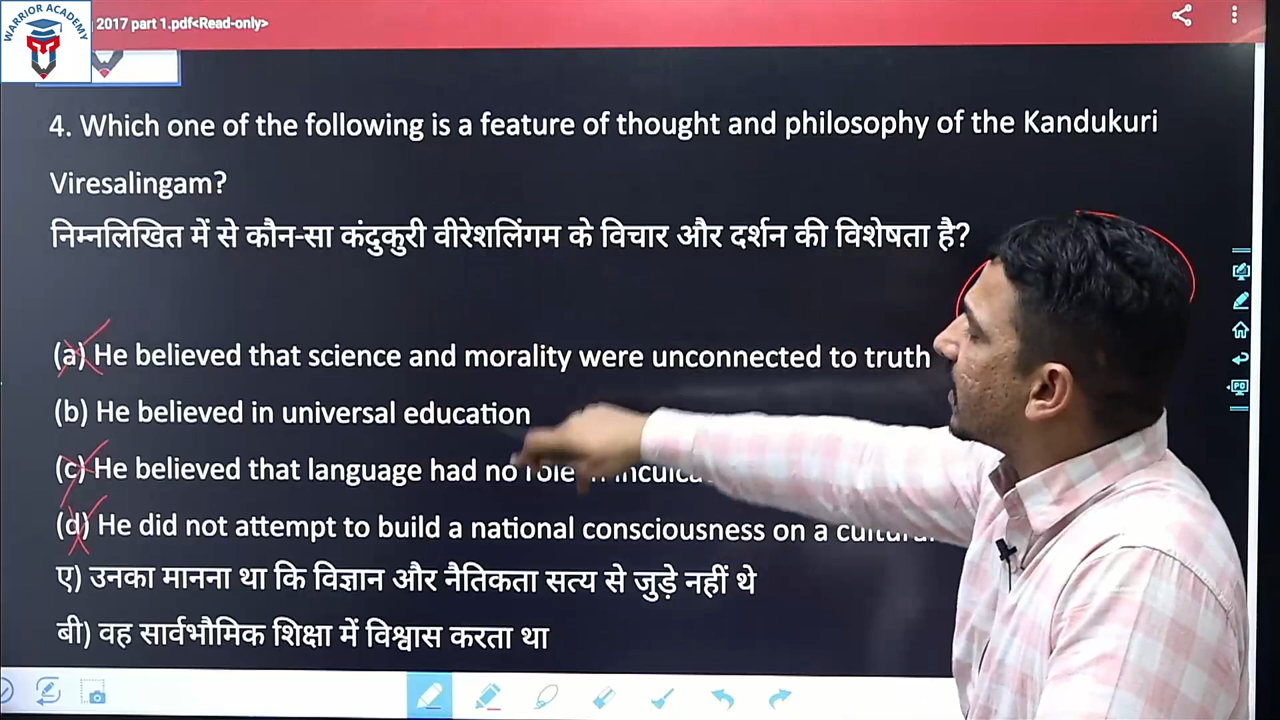 WARRIOR ACADEMY
2017 part 1.pdf<Read-only>
4. Which one of the following is a feature of thought and philosophy of the Kandukuri
Viresalingam?
निम्नलिखित में से कौन-सा कंदुकुरी वीरेशलिंगम के विचार और दर्शन की विशेषता है?
(a) He believed that science and morality were unconnected to truth
(b) He believed in universal education
(c) He believed that language had no role
(d) He did not attempt to build a national consciousness on a
ए) उनका मानना था कि विज्ञान और नैतिकता सत्य से जुड़े नहीं थे
बी) वह सार्वभौमिक शिक्षा में विश्वास करता था